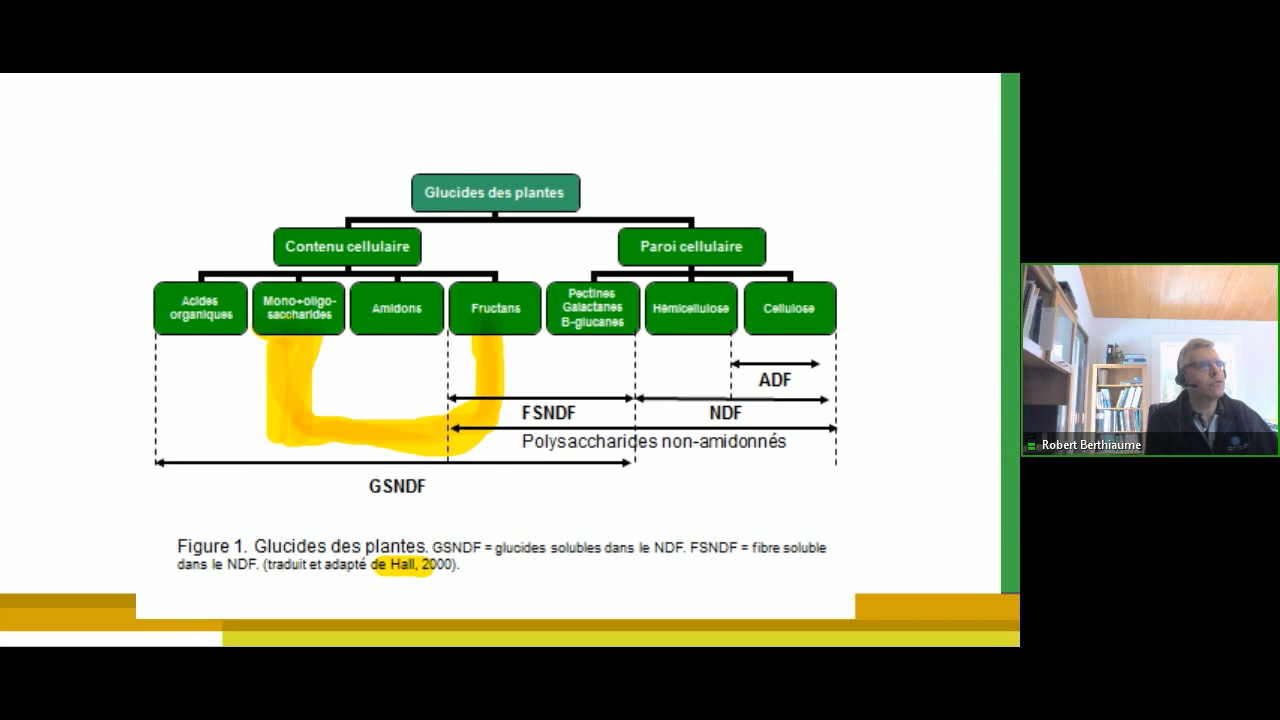 Glucides des plantes
Contenu cellulaire
Paroi cellulaire
Acides
organiques
Mono+oligo-
saccharides
Amidons
Fructans
Pectines
Galactanes
B-glucanes
Hémicellulose
Cellulose
ADF
FSNDF
NDF
Polysaccharides non-amidonnés
GSNDF
Figure 1. Glucides des plantes. GSNDF = glucides solubles dans le NDF. FSNDF = fibre soluble
dans le NDF. (traduit et adapté de Hall, 2000).
Robert Berthiaume